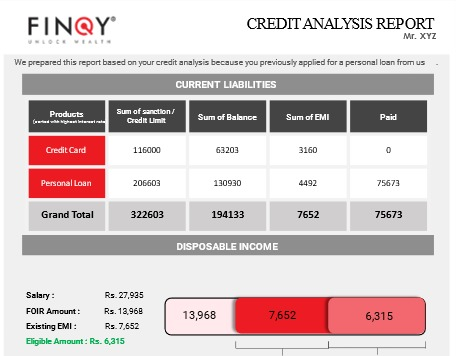 FINQY®
UNLOCK WEALTH
CREDIT ANALYSIS REPORT
Mr. XYZ
We prepared this report based on your credit analysis because you previously applied for a personal loan from us .
CURRENT LIABILITIES
Products Sum of sanction / Credit Limit Sum of Balance Sum of EMI Paid
(sorted with highest interest rate
Credit Card 116000 63203 3160 0
Personal Loan 206603 130930 4492 75673
Grand Total 322603 194133 7652 75673
DISPOSABLE INCOME
Salary : Rs. 27,935
FOIR Amount : Rs. 13,968
Existing EMI : Rs. 7,652
Eligible Amount : Rs. 6,315
13,968 7,652 6,315